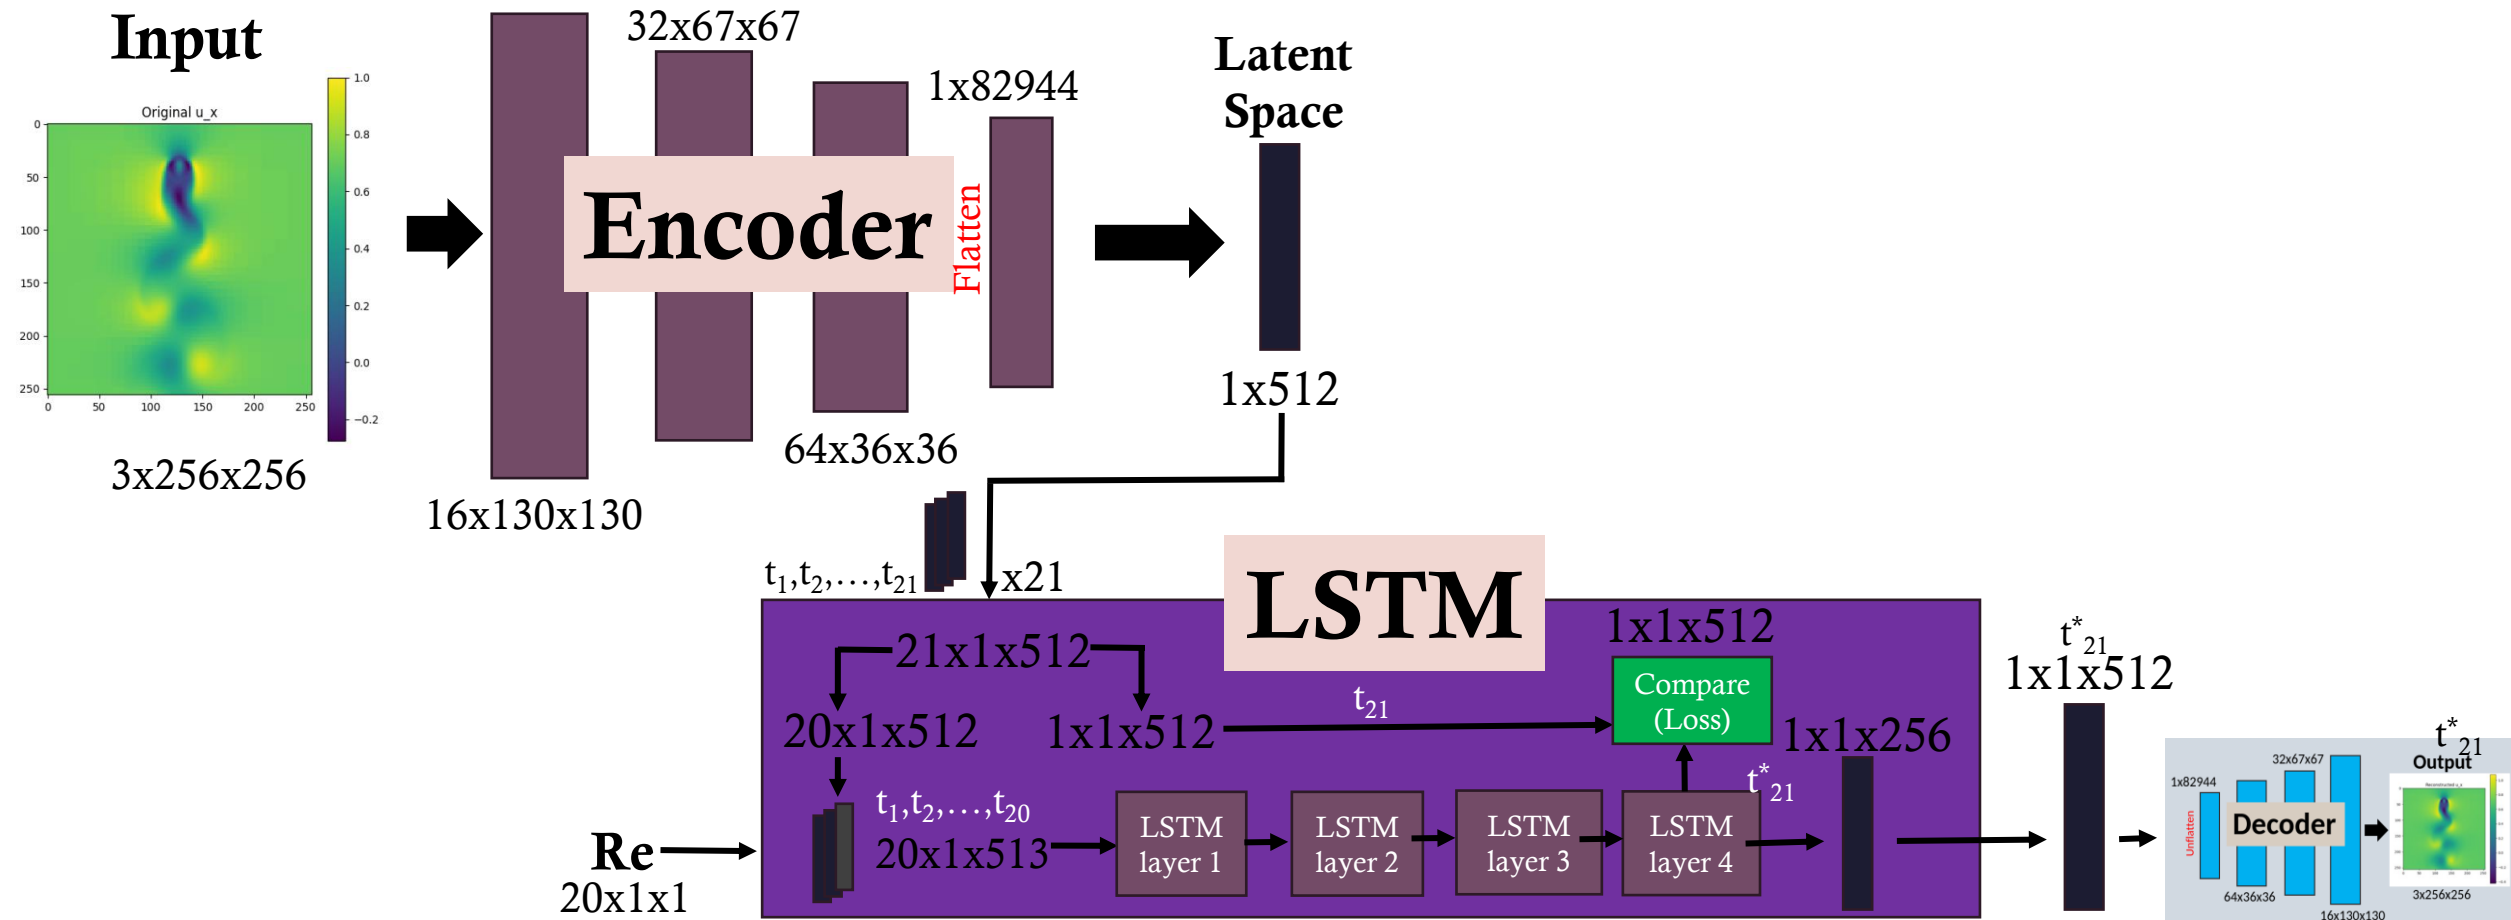 Input
Original u_x
0
50
100
150
200
250
0
50
100
150
200
250
1.0
0.8
0.6
0.4
0.2
0.0
−0.2
3x256x256
16x130x130
32x67x67
64x36x36
Encoder
Flatten
1x82944
Latent
Space
1x512
t1,t2,…,t21
x21
LSTM
21x1x512
20x1x512
1x1x512
t21
1x1x512
Compare
(Loss)
t*21
1x1x256
Re
20x1x1
t1,t2,…,t20
20x1x513
LSTM
layer 1
LSTM
layer 2
LSTM
layer 3
LSTM
layer 4
t*21
1x1x512
1x82944
Unflatten
64x36x36
32x67x67
16x130x130
Decoder
t*21
Output
Reconstructed u_x
3x256x256